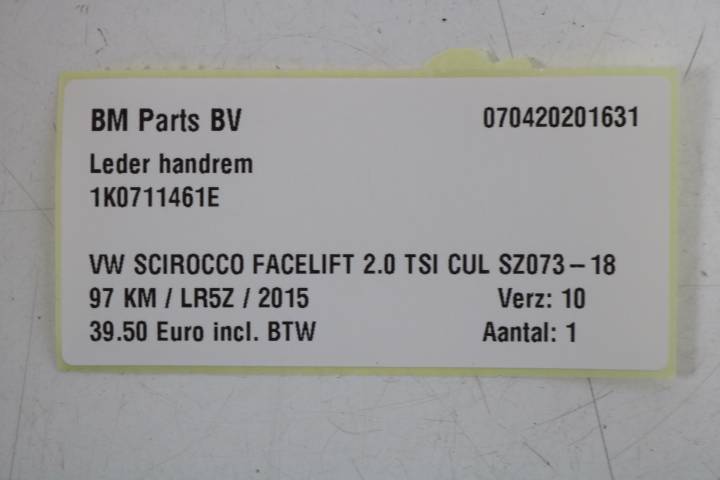 BM Parts BV 070420201631
Leder handrem
1K0711461E
VW SCIROCCO FACELIFT 2.0 TSI CUL SZ073-18
97 KM / LR5Z / 2015 Verz: 10
39.50 Euro incl. BTW Aantal: 1